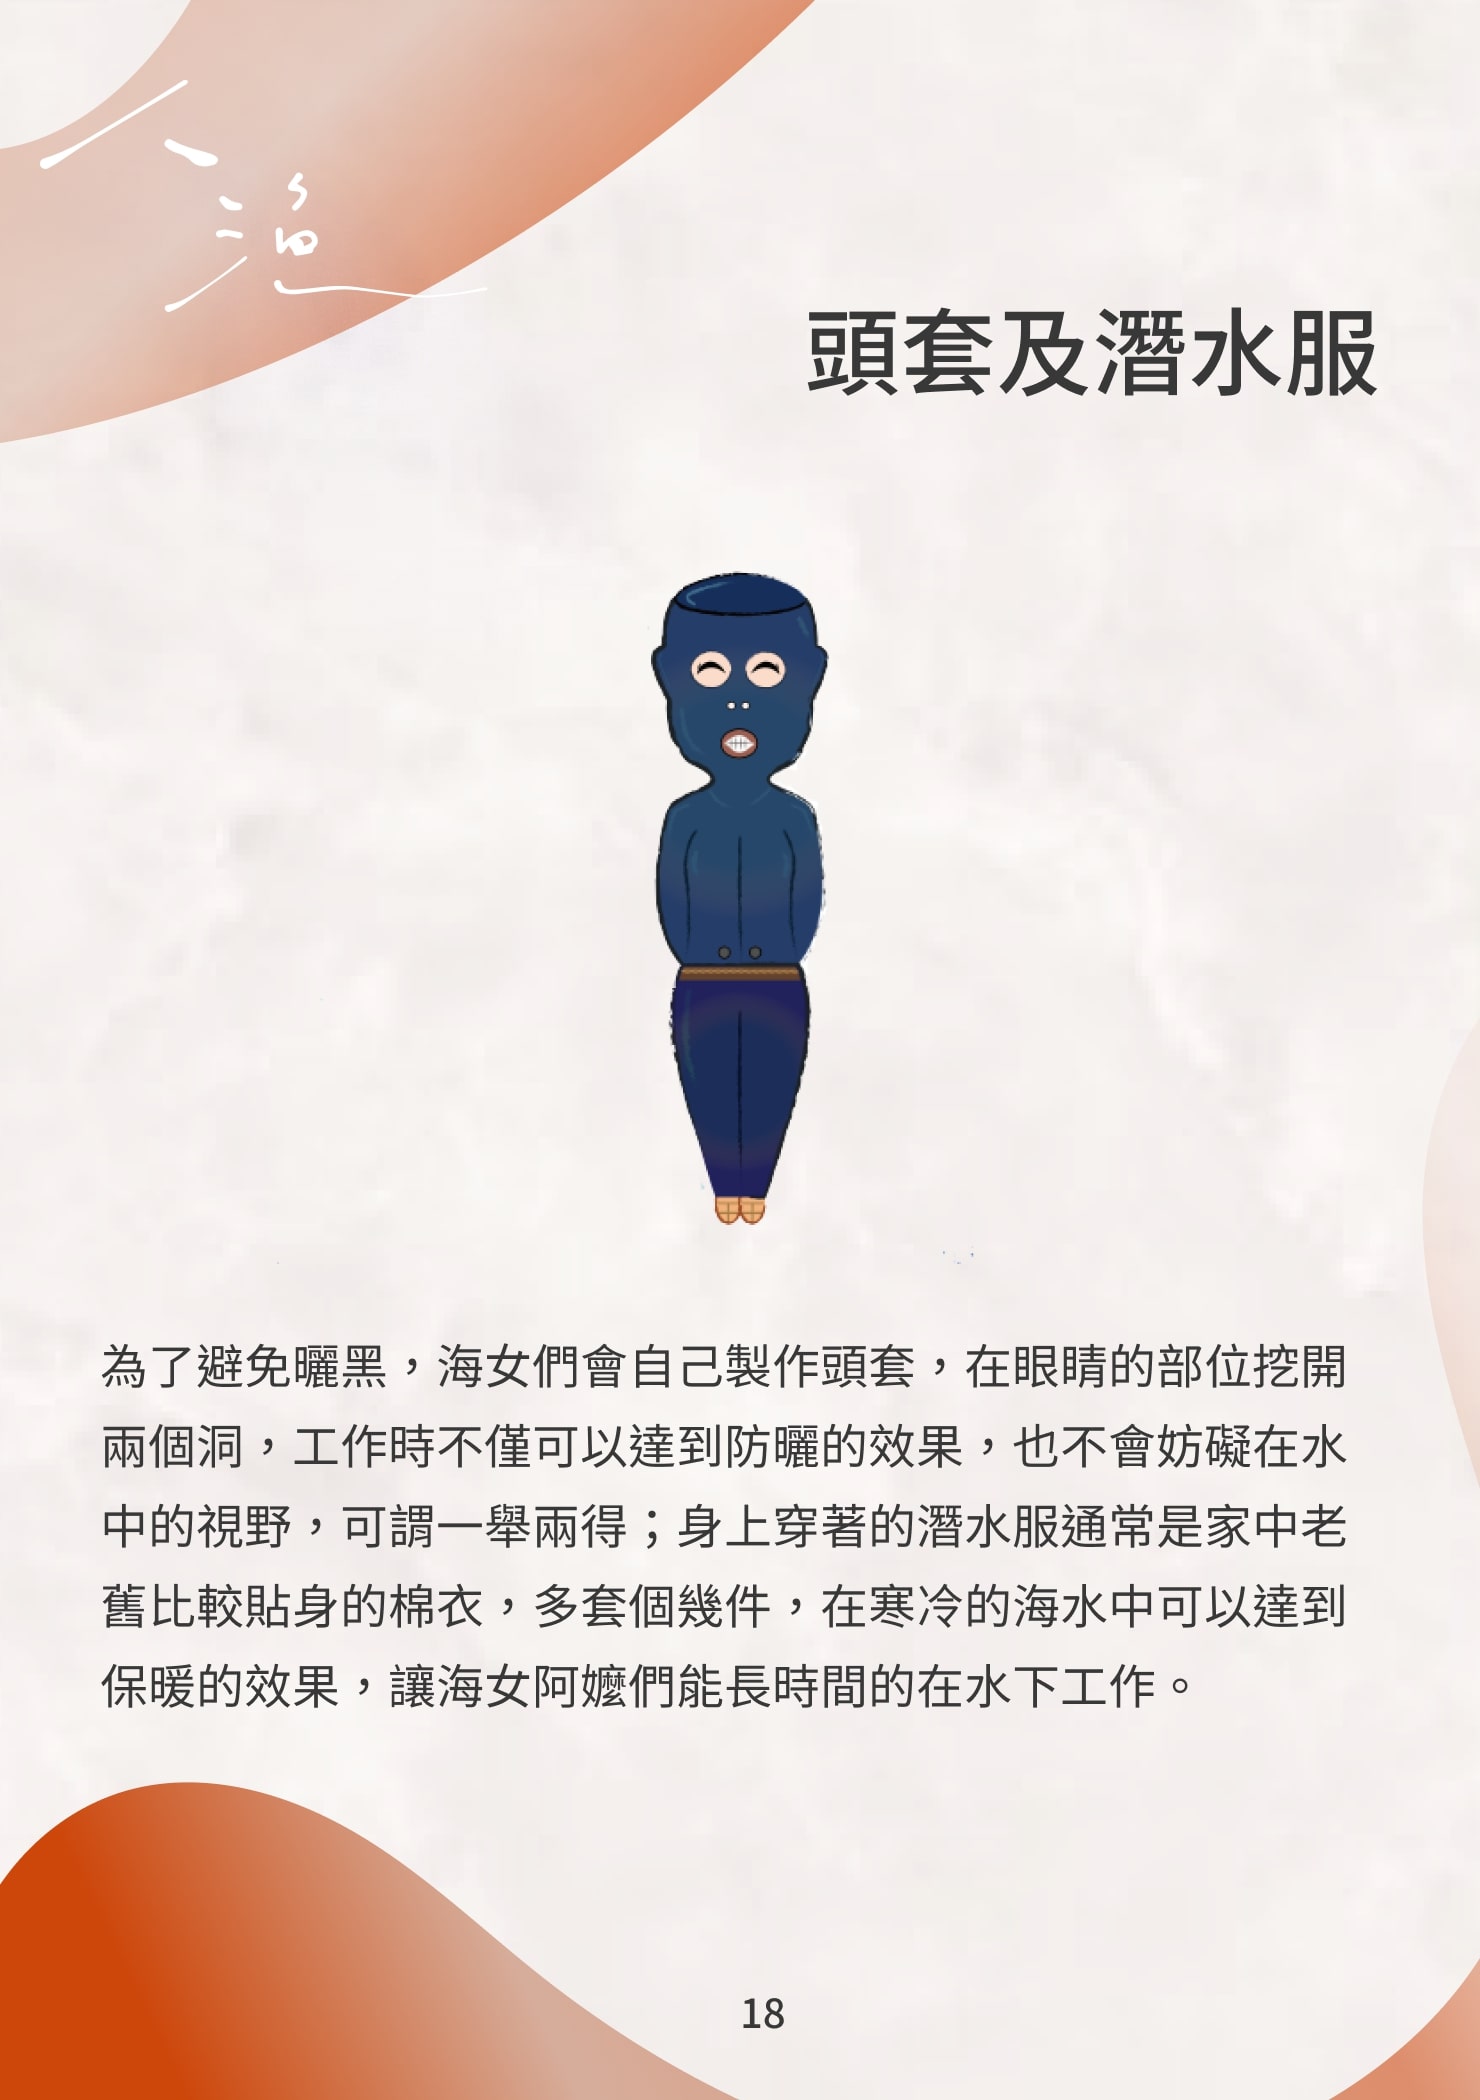 頭套及潛水服
為了避免曬黑，海女們會自己製作頭套，在眼睛的部位挖開
兩個洞，工作時不僅可以達到防曬的效果，也不會妨礙在水
中的視野，可謂一舉兩得；身上穿著的潛水服通常是家中老
舊比較貼身的棉衣，多套個幾件，在寒冷的海水中可以達到
保暖的效果，讓海女阿嬤們能長時間的在水下工作。
18